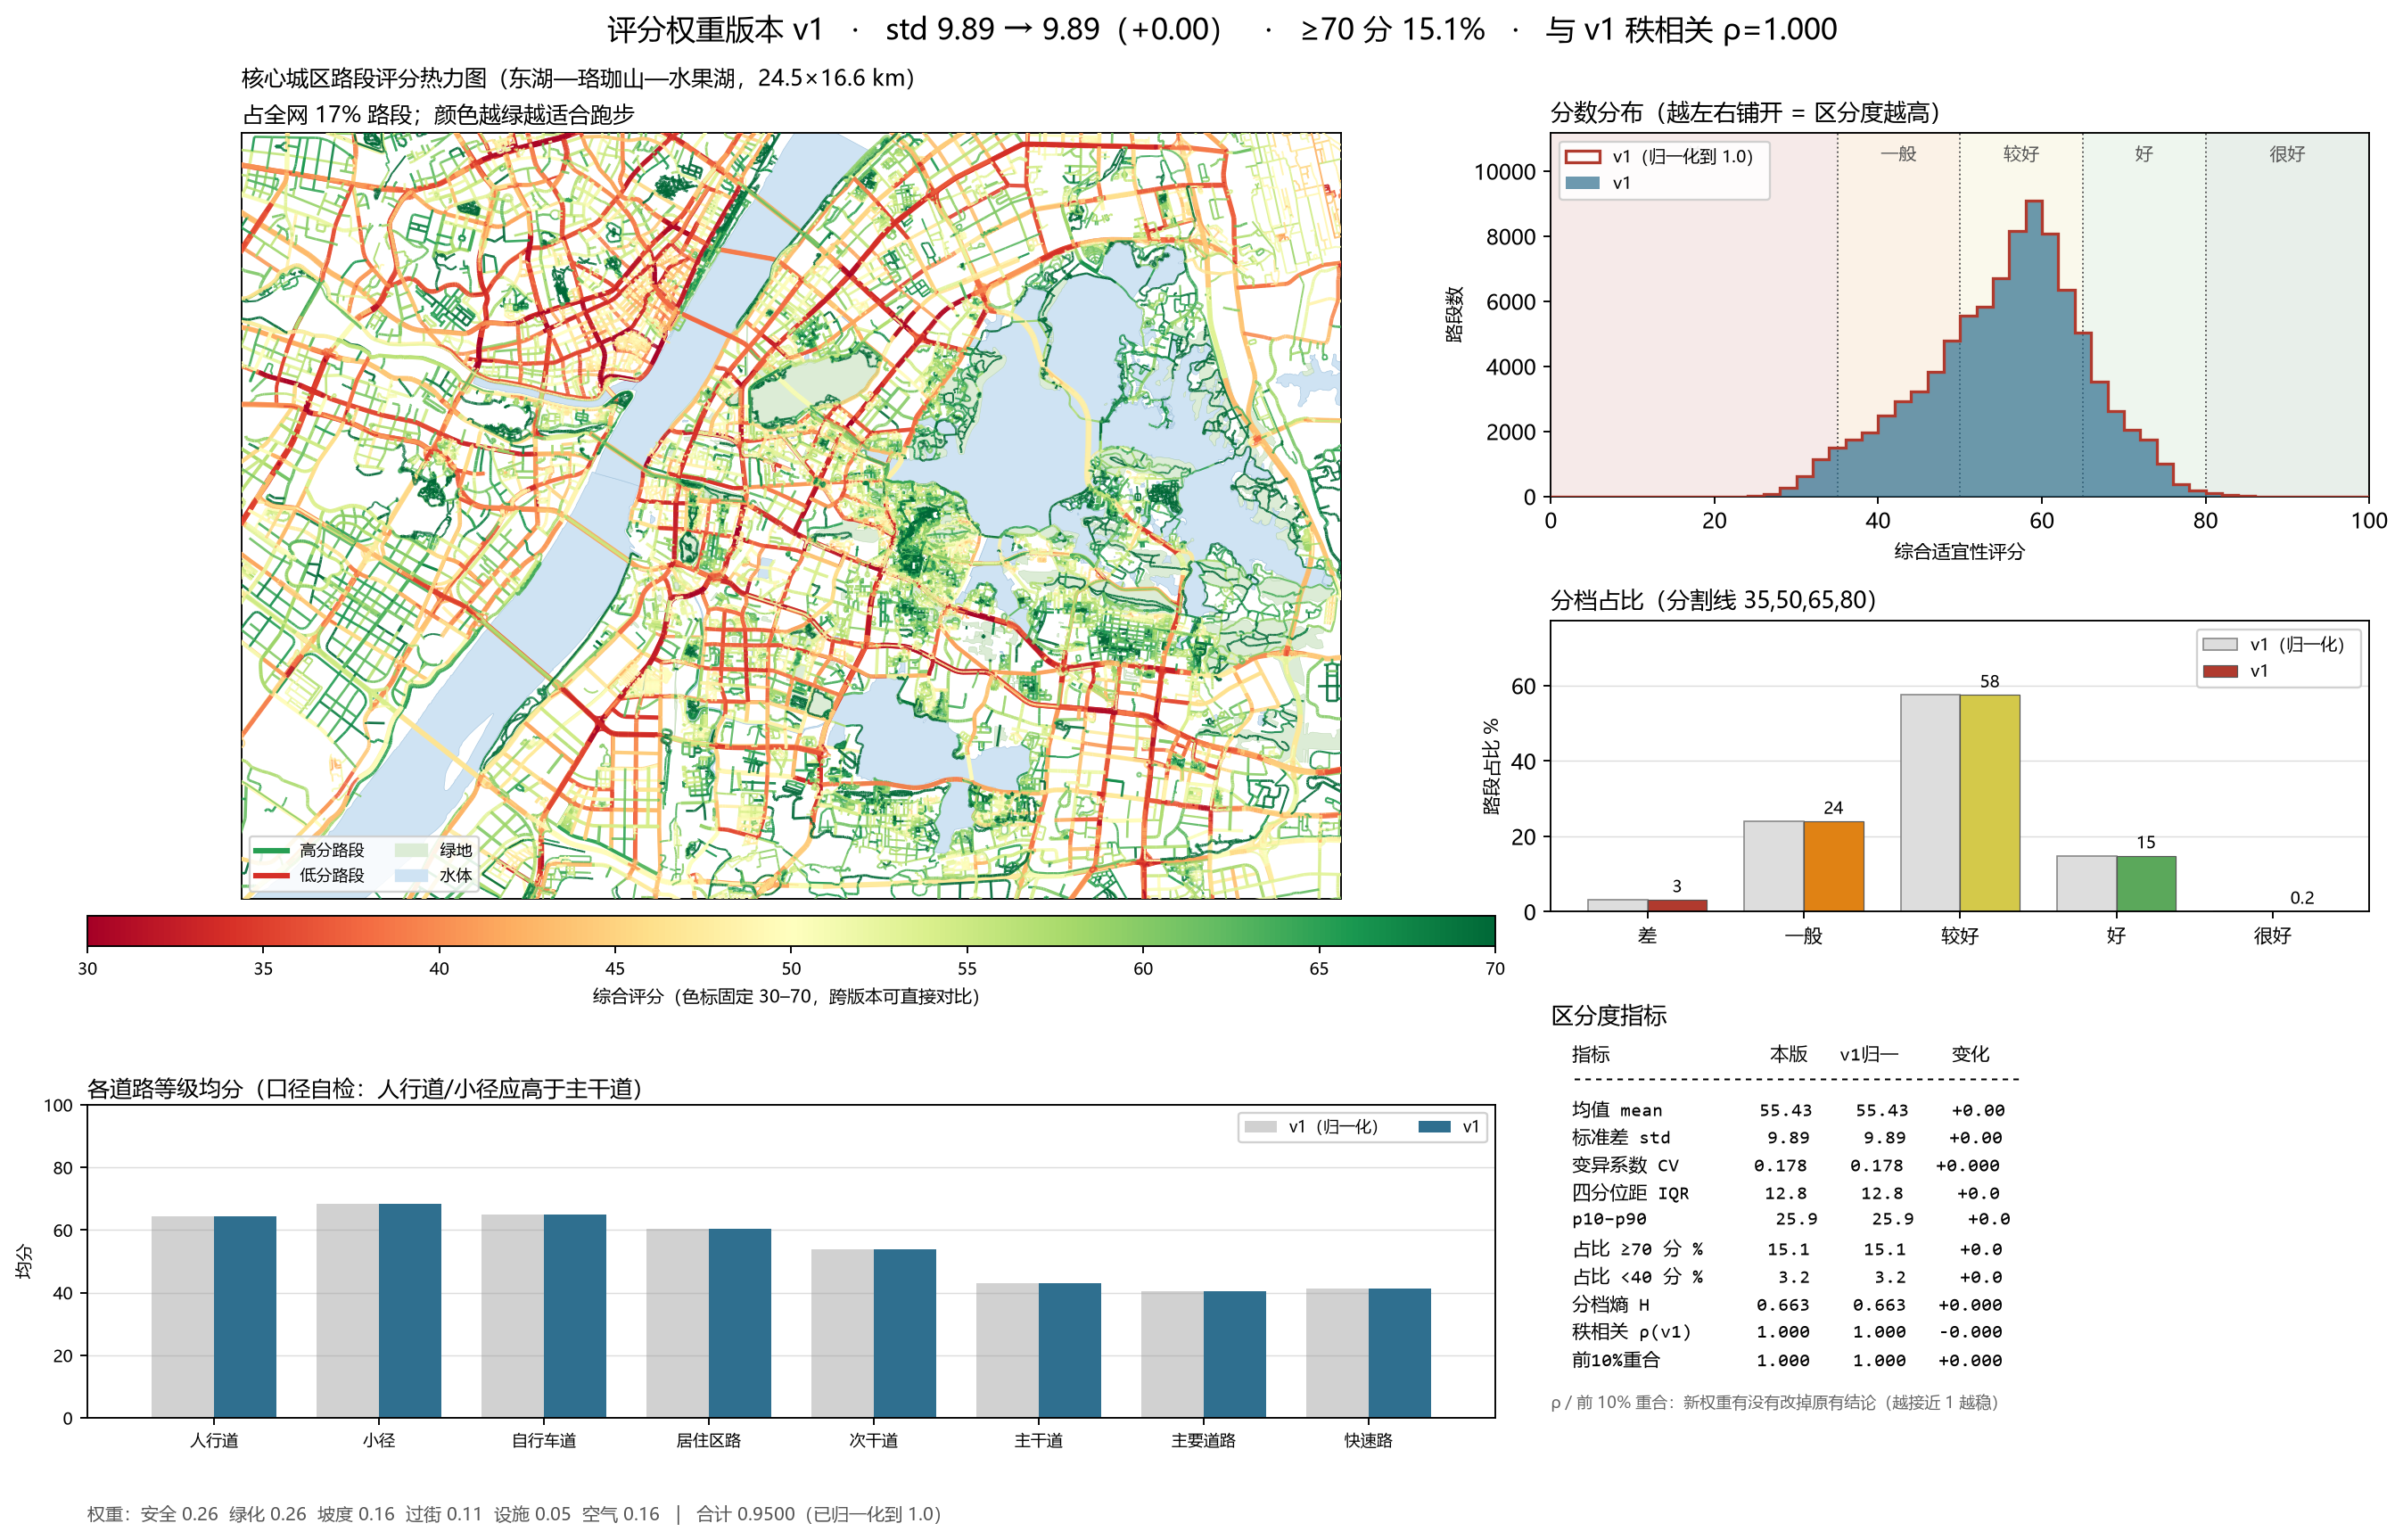 评分权重版本 v1 · std 9.89 → 9.89（+0.00） · ≥70 分 15.1% · 与 v1 秩相关 ρ=1.000
核心城区路段评分热力图（东湖—珞珈山—水果湖，24.5×16.6 km）
占全网 17% 路段；颜色越绿越适合跑步
高分路段 绿地
低分路段 水体
30 35 40 45 50 55 60 65 70
综合评分（色标固定 30–70，跨版本可直接对比）
分数分布（越左右铺开 = 区分度越高）
v1（归一化到 1.0）
v1
一般 较好 好 很好
10000
8000
6000
4000
2000
0
路段数
0 20 40 60 80 100
综合适宜性评分
分档占比（分割线 35,50,65,80）
v1（归一化）
v1
60
40
20
0
路段占比 %
3 24 58 15 0.2
差 一般 较好 好 很好
各道路等级均分（口径自检：人行道/小径应高于主干道）
v1（归一化） v1
100
80
60
40
20
0
均分
人行道 小径 自行车道 居住区路 次干道 主干道 主要道路 快速路
区分度指标
指标 本版 v1归一 变化
--------------------------------------------
均值 mean 55.43 55.43 +0.00
标准差 std 9.89 9.89 +0.00
变异系数 CV 0.178 0.178 +0.000
四分位距 IQR 12.8 12.8 +0.0
p10-p90 25.9 25.9 +0.0
占比 ≥70 分 % 15.1 15.1 +0.0
占比 <40 分 % 3.2 3.2 +0.0
分档熵 H 0.663 0.663 +0.000
秩相关 ρ(v1) 1.000 1.000 -0.000
前10%重合 1.000 1.000 +0.000
ρ / 前 10% 重合：新权重有没有改掉原有结论（越接近 1 越稳）
权重：安全 0.26 绿化 0.26 坡度 0.16 过街 0.11 设施 0.05 空气 0.16 | 合计 0.9500（已归一化到 1.0）